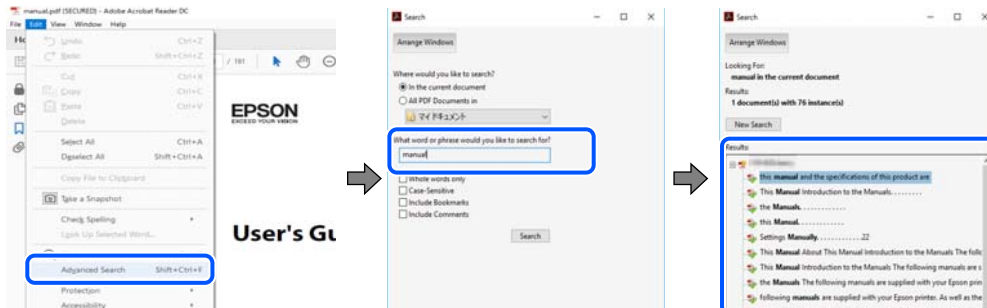 manual.pdf (SECURED) - Adobe Acrobat Reader DC
File Edit View Window Help
Undo Ctrl+Z
Redo Shift+Ctrl+Z
Cut Ctrl+X
Copy Ctrl+C
Paste Ctrl+V
Delete
Select All Ctrl+A
Deselect All Shift+Ctrl+A
Copy File to Clipboard
Take a Snapshot
Check Spelling
Look Up Selected Word...
Advanced Search Shift+Ctrl+F
Protection
Accessibility
/ 181
EPSON
EXCEED YOUR VISION
User's Gu
Search
Arrange Windows
Where would you like to search?
In the current document
All PDF Documents in
マイドキュメント
What word or phrase would you like to search for?
manual
Whole words only
Case-Sensitive
Include Bookmarks
Include Comments
Search
Search
Arrange Windows
Looking For:
manual in the current document
Results:
1 document(s) with 76 instance(s)
New Search
Results:
this manual and the specifications of this product are
This Manual Introduction to the Manuals.........
the Manuals.............
this Manual.............
Settings Manually.............22
This Manual About This Manual Introduction to the Manuals The follo
This Manual Introduction to the Manuals The following manuals are s
the Manuals The following manuals are supplied with your Epson prin
following manuals are supplied with your Epson printer. As well as the